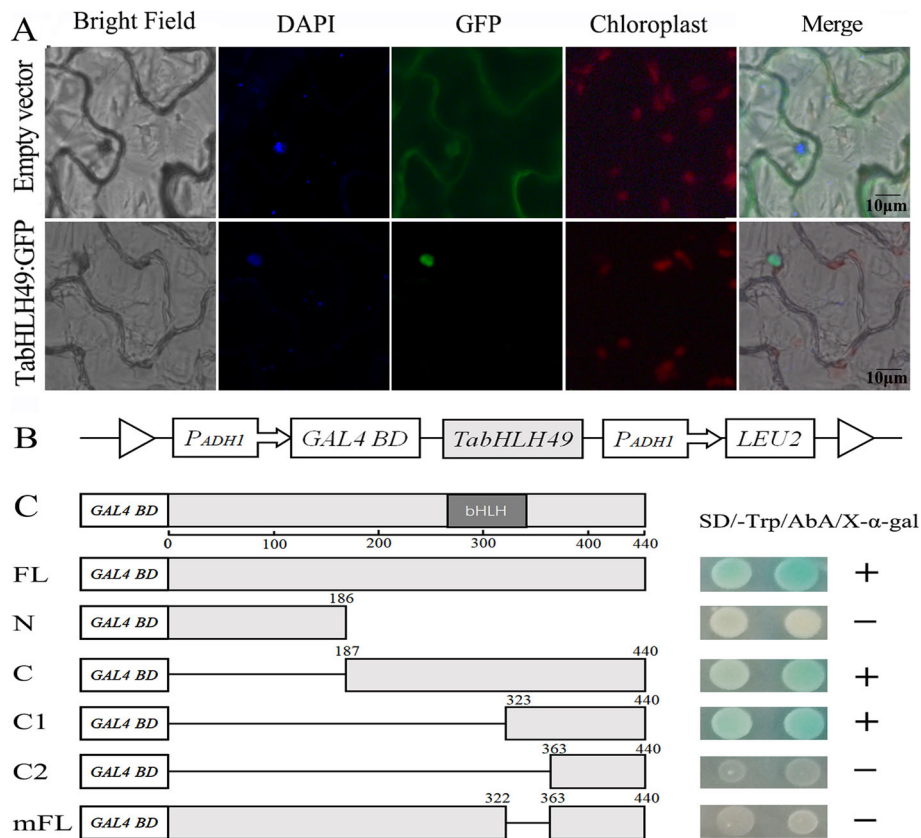 A
Bright Field DAPI GFP Chloroplast Merge
Empty vector
10μm
TabHLH49:GFP
10μm
B
PADH1 GAL4 BD TabHLH49 PADH1 LEU2
C
GAL4 BD bHLH
0 100 200 300 400 440
SD/-Trp/AbA/X-α-gal
FL GAL4 BD +
186
N GAL4 BD −
187 440
C GAL4 BD +
323 440
C1 GAL4 BD +
363 440
C2 GAL4 BD −
322 363 440
mFL GAL4 BD −